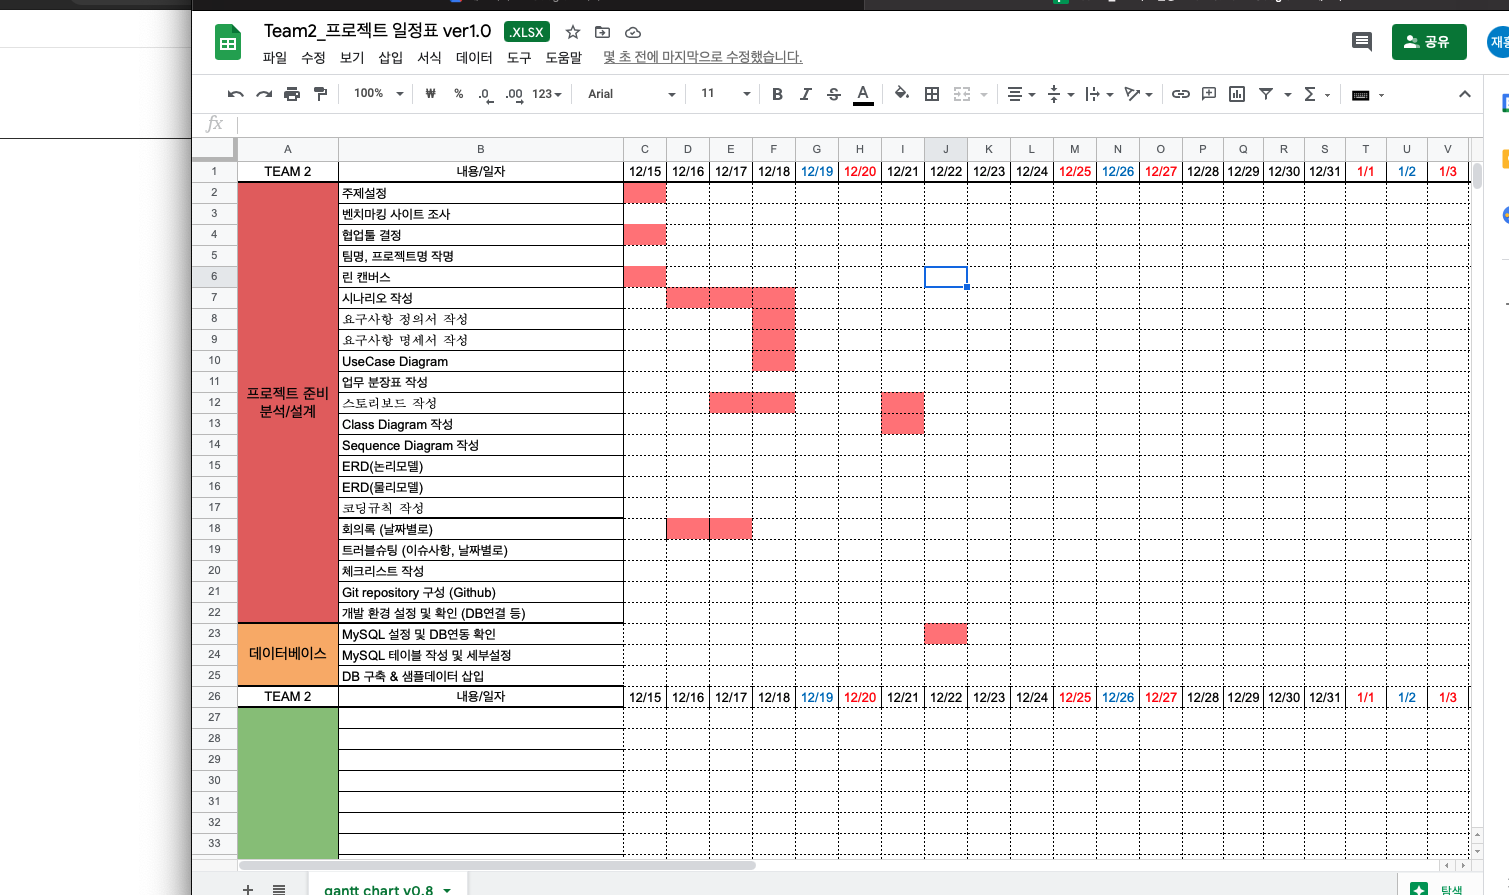 Team2_프로젝트 일정표 ver1.0 .XLSX
파일 수정 보기 삽입 서식 데이터 도구 도움말 몇 초 전에 마지막으로 수정했습니다.
공유
재황
100% ₩ % .0 .00 123 Arial 11 B I S A
fx
A B C D E F G H I J K L M N O P Q R S T U V
1 TEAM 2 내용/일자 12/15 12/16 12/17 12/18 12/19 12/20 12/21 12/22 12/23 12/24 12/25 12/26 12/27 12/28 12/29 12/30 12/31 1/1 1/2 1/3
2 주제설정
3 벤치마킹 사이트 조사
4 협업툴 결정
5 팀명, 프로젝트명 작명
6 린 캔버스
7 시나리오 작성
8 요구사항 정의서 작성
9 요구사항 명세서 작성
10 UseCase Diagram
11 업무 분장표 작성
프로젝트 준비
분석/설계
12 스토리보드 작성
13 Class Diagram 작성
14 Sequence Diagram 작성
15 ERD(논리모델)
16 ERD(물리모델)
17 코딩규칙 작성
18 회의록 (날짜별로)
19 트러블슈팅 (이슈사항, 날짜별로)
20 체크리스트 작성
21 Git repository 구성 (Github)
22 개발 환경 설정 및 확인 (DB연결 등)
23 MySQL 설정 및 DB연동 확인
24 데이터베이스 MySQL 테이블 작성 및 세부설정
25 DB 구축 & 샘플데이터 삽입
26 TEAM 2 내용/일자 12/15 12/16 12/17 12/18 12/19 12/20 12/21 12/22 12/23 12/24 12/25 12/26 12/27 12/28 12/29 12/30 12/31 1/1 1/2 1/3
27
28
29
30
31
32
33
gantt chart v0.8
탐색